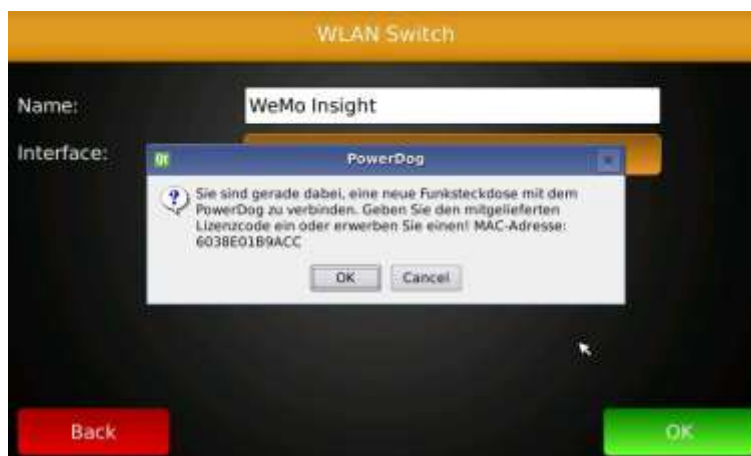 WLAN Switch
Name:
WeMo Insight
Interface:
PowerDog
Sie sind gerade dabei, eine neue Funksteckdose mit dem
PowerDog zu verbinden. Geben Sie den mitgelieferten
Lizenzcode ein oder erwerben Sie einen! MAC-Adresse:
6038E01B9ACC
OK
Cancel
Back
OK